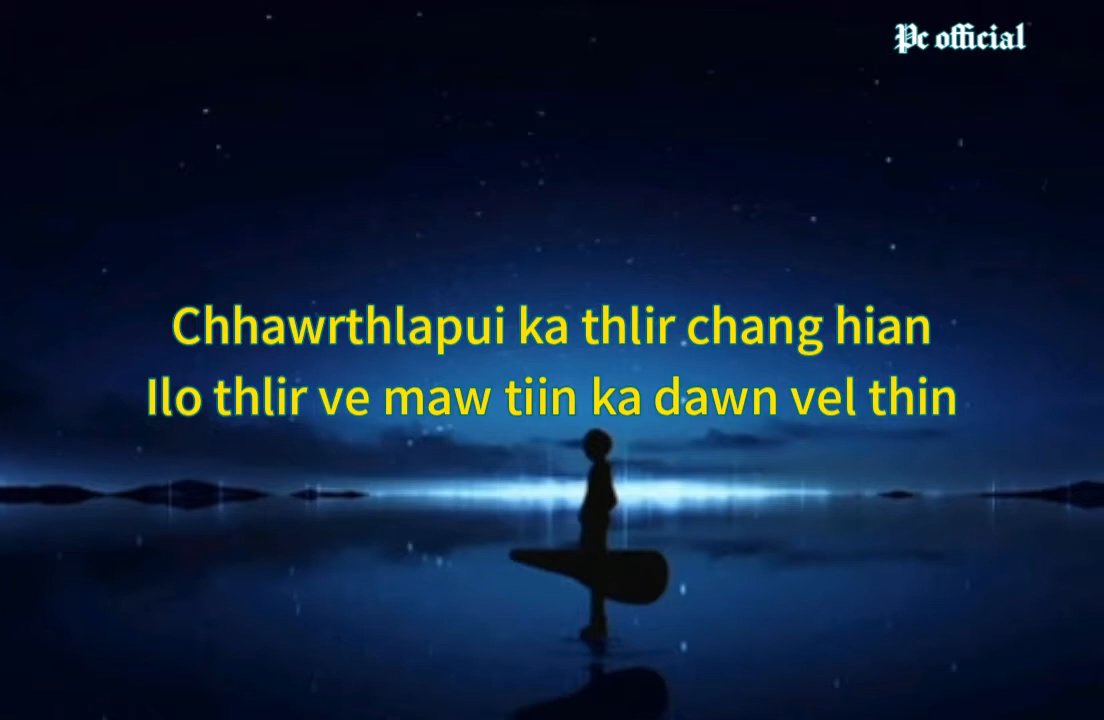 Pc official
Chhawrthlapui ka thlir chang hian
Ilo thlir ve maw tiin ka dawn vel thin